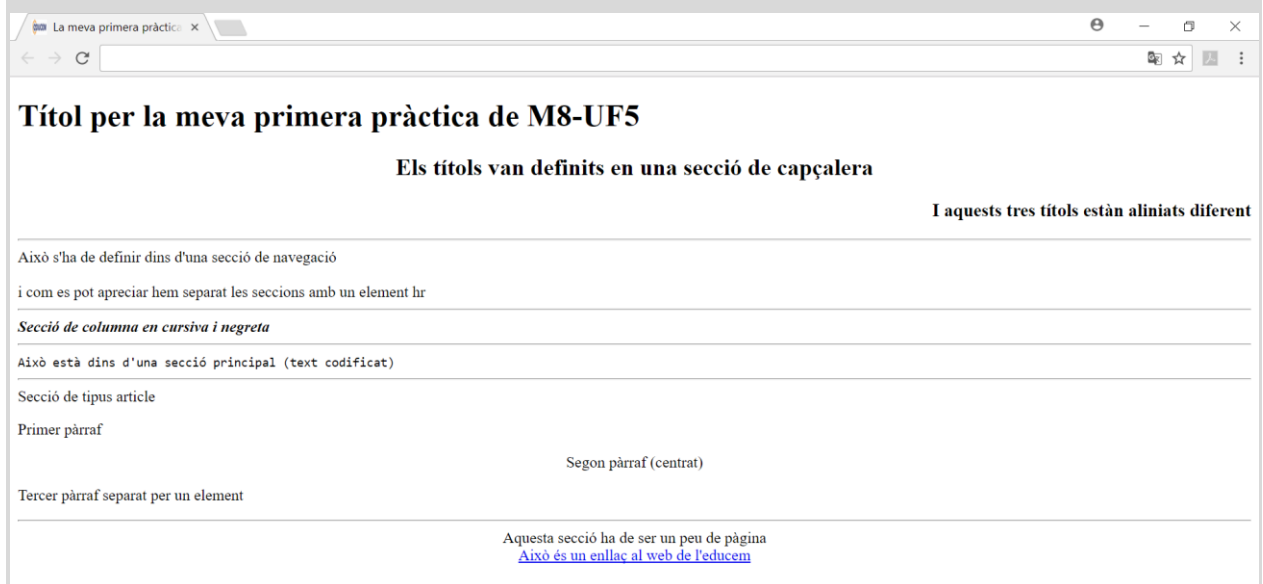 La meva primera pràctica
Títol per la meva primera pràctica de M8-UF5
Els títols van definits en una secció de capçalera
I aquests tres títols estàn aliniats diferent
Això s'ha de definir dins d'una secció de navegació
i com es pot apreciar hem separat les seccions amb un element hr
Secció de columna en cursiva i negreta
Això està dins d'una secció principal (text codificat)
Secció de tipus article
Primer pàrraf
Segon pàrraf (centrat)
Tercer pàrraf separat per un element
Aquesta secció ha de ser un peu de pàgina
Això és un enllaç al web de l'educem